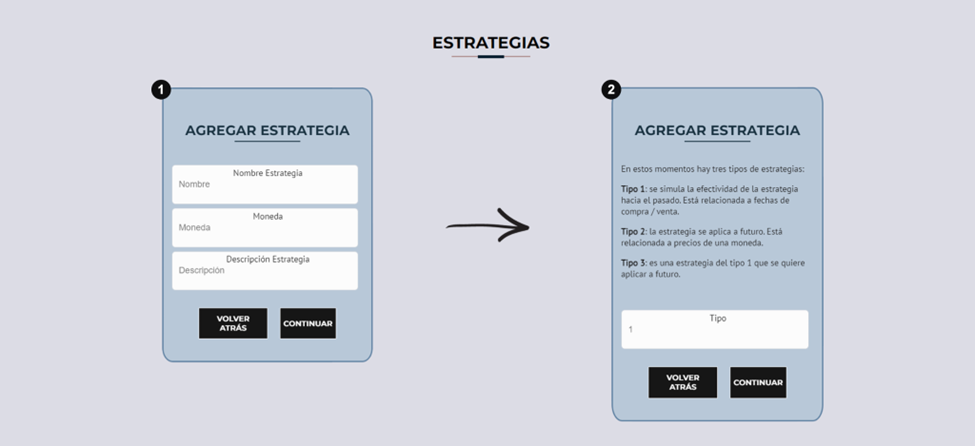 ESTRATEGIAS
1
AGREGAR ESTRATEGIA
Nombre Estrategia
Nombre
Moneda
Moneda
Descripción Estrategia
Descripción
VOLVER
ATRÁS
CONTINUAR
2
AGREGAR ESTRATEGIA
En estos momentos hay tres tipos de estrategias:
Tipo 1: se simula la efectividad de la estrategia
hacia el pasado. Está relacionada a fechas de
compra / venta.
Tipo 2: la estrategia se aplica a futuro. Está
relacionada a precios de una moneda.
Tipo 3: es una estrategia del tipo 1 que se quiere
aplicar a futuro.
Tipo
1
VOLVER
ATRÁS
CONTINUAR